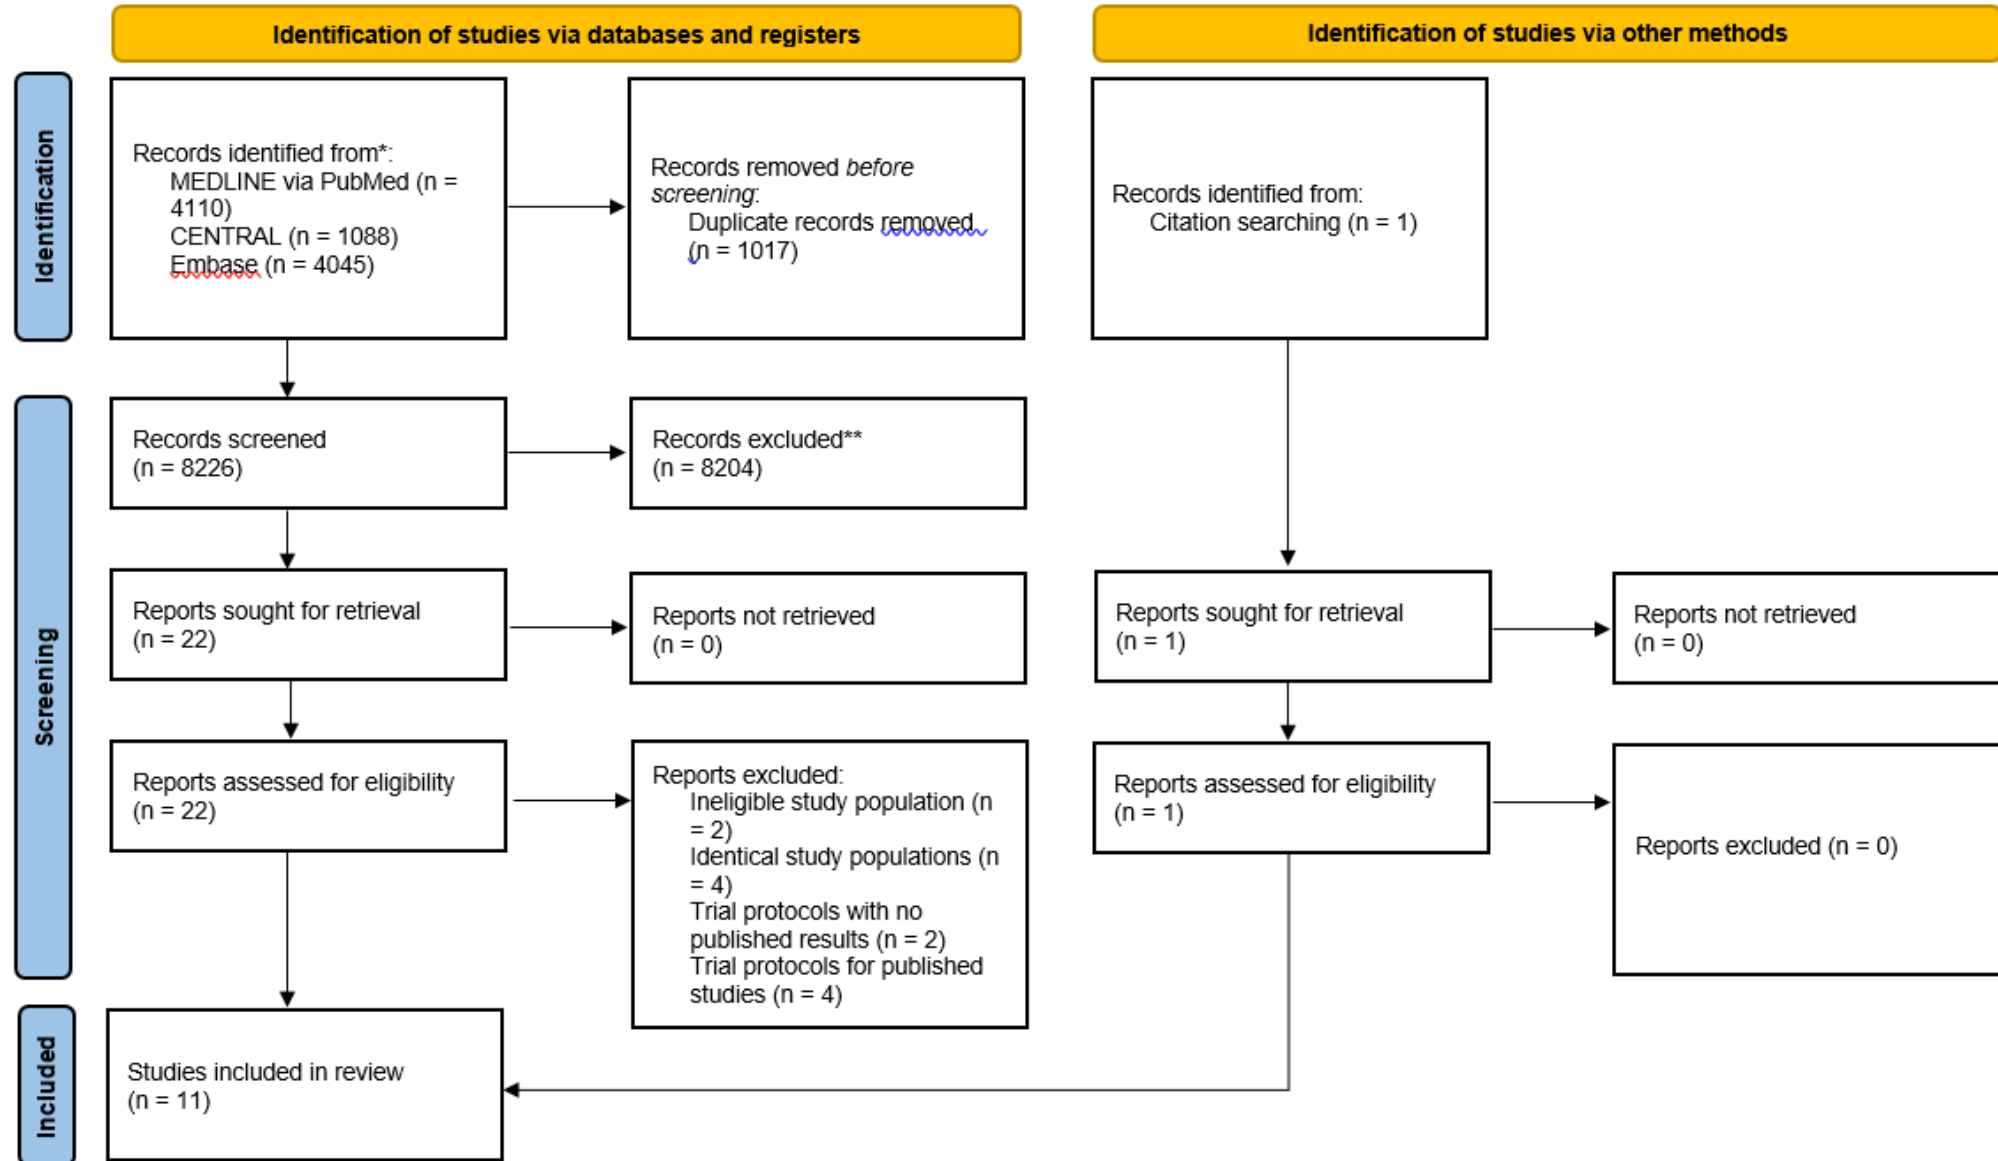 Identification of studies via databases and registers
Identification of studies via other methods
Identification
Records identified from*:
MEDLINE via PubMed (n =
4110)
CENTRAL (n = 1088)
Embase (n = 4045)
Records removed before
screening:
Duplicate records removed
(n = 1017)
Records identified from:
Citation searching (n = 1)
Screening
Records screened
(n = 8226)
Records excluded**
(n = 8204)
Reports sought for retrieval
(n = 22)
Reports not retrieved
(n = 0)
Reports sought for retrieval
(n = 1)
Reports not retrieved
(n = 0)
Reports assessed for eligibility
(n = 22)
Reports excluded:
Ineligible study population (n
= 2)
Identical study populations (n
= 4)
Trial protocols with no
published results (n = 2)
Trial protocols for published
studies (n = 4)
Reports assessed for eligibility
(n = 1)
Reports excluded (n = 0)
Included
Studies included in review
(n = 11)